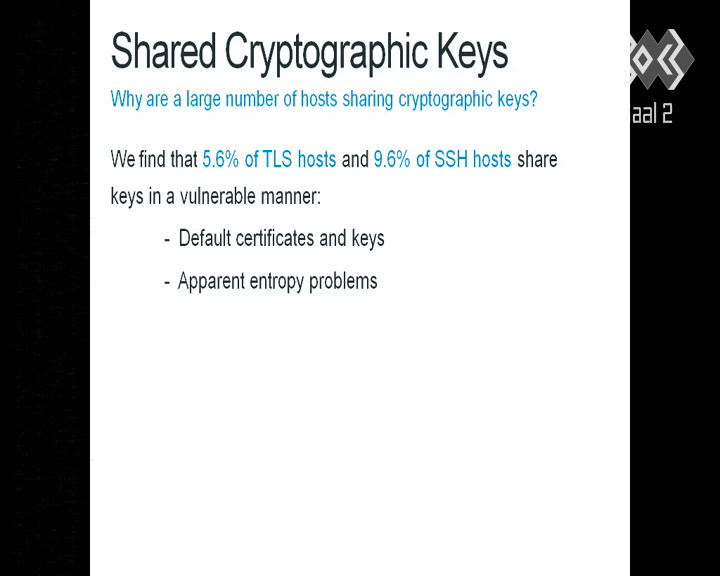 Shared Cryptographic Keys
Why are a large number of hosts sharing cryptographic keys?
We find that 5.6% of TLS hosts and 9.6% of SSH hosts share
keys in a vulnerable manner:
- Default certificates and keys
- Apparent entropy problems
aal 2